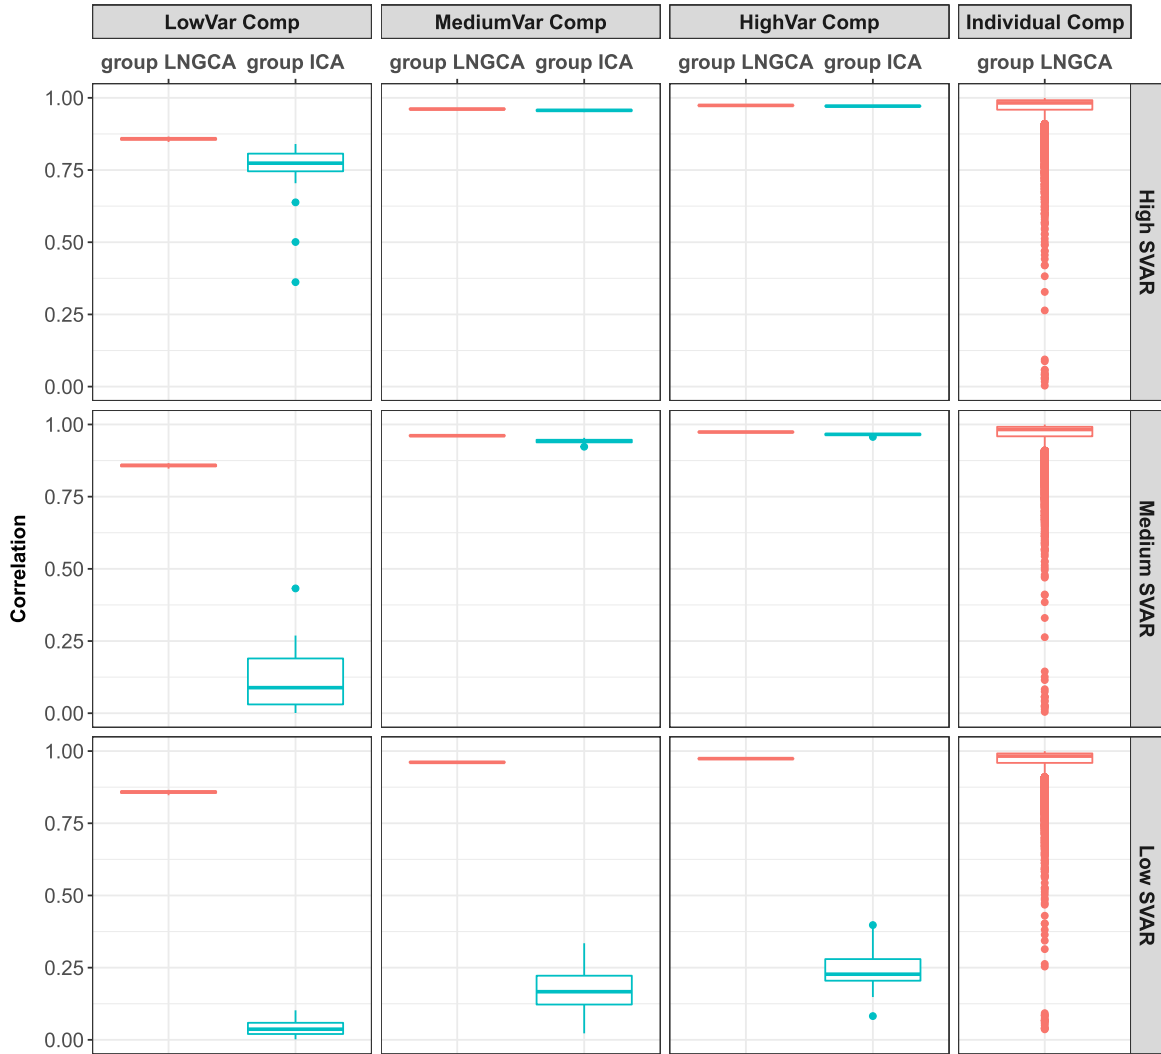 LowVar Comp MediumVar Comp HighVar Comp Individual Comp
group LNGCA group ICA group LNGCA group ICA group LNGCA group ICA group LNGCA
1.00
0.75
0.50
0.25
0.00
High SVAR
1.00
0.75
0.50
0.25
0.00
Medium SVAR
1.00
0.75
0.50
0.25
0.00
Low SVAR
Correlation